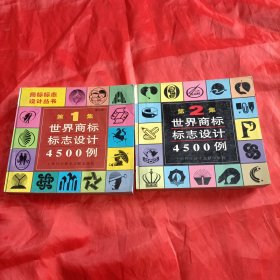 商标标志
设计丛书
第1集
世界商标
标志设计
4500例
第2集
世界商标
标志设计
4500例